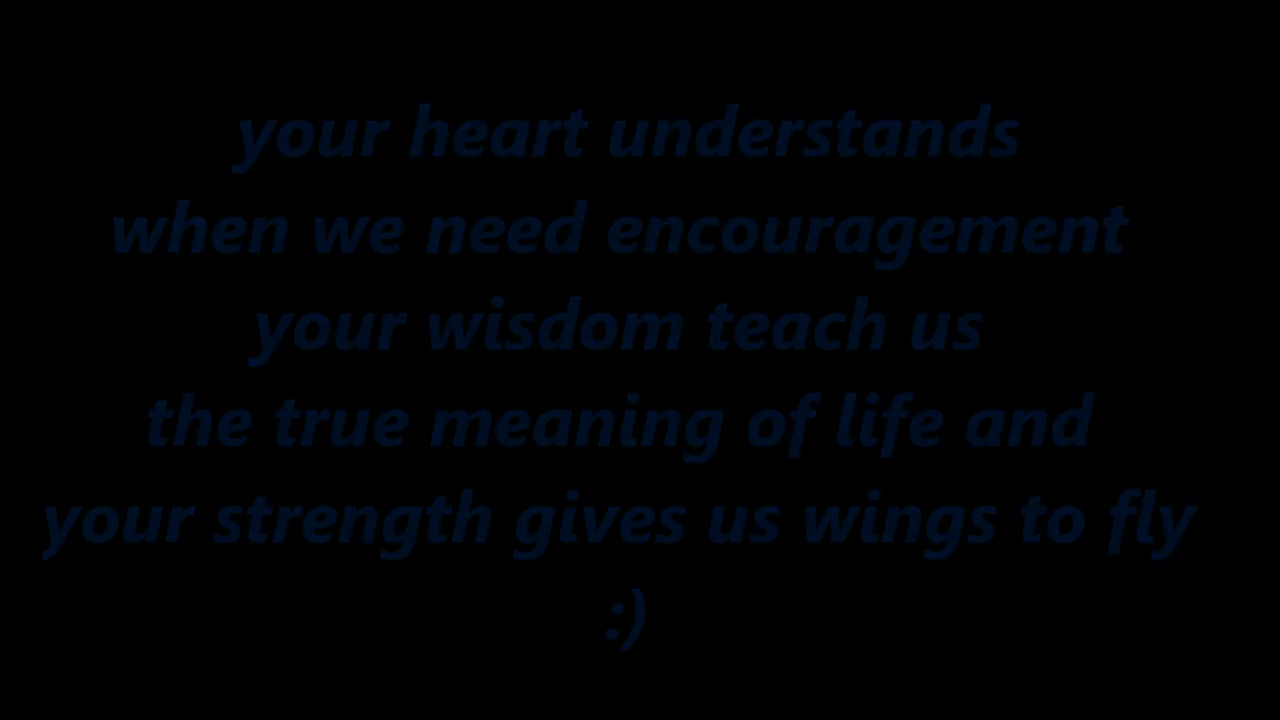 your heart understands
when we need encouragement
your wisdom teach us
the true meaning of life and
your strength gives us wings to fly
:)